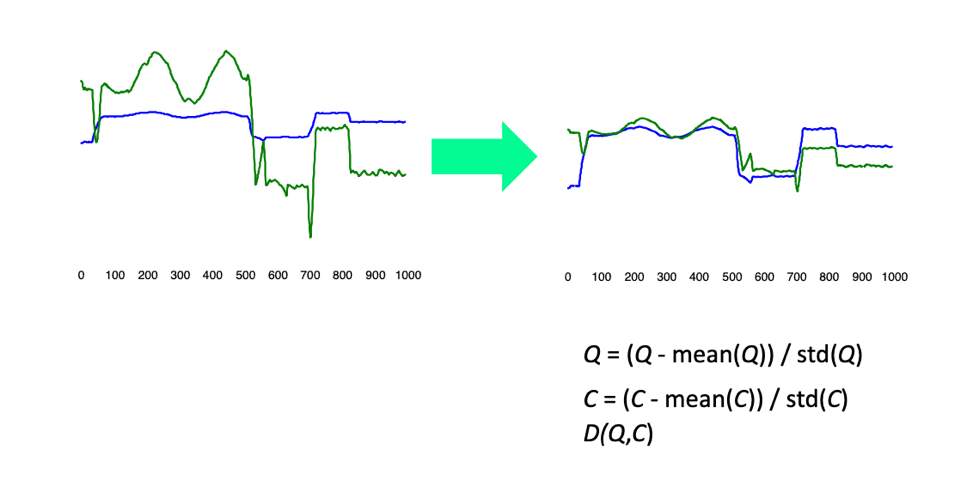 0 100 200 300 400 500 600 700 800 900 1000
0 100 200 300 400 500 600 700 800 900 1000
Q = (Q - mean(Q)) / std(Q)
C = (C - mean(C)) / std(C)
D(Q,C)